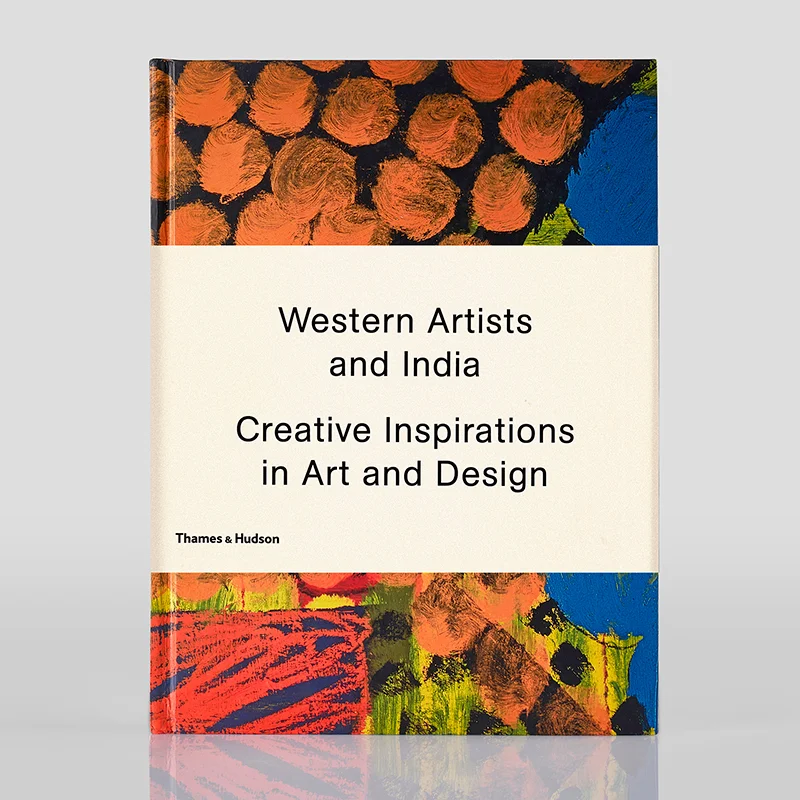 Western Artists
and India
Creative Inspirations
in Art and Design
Thames & Hudson